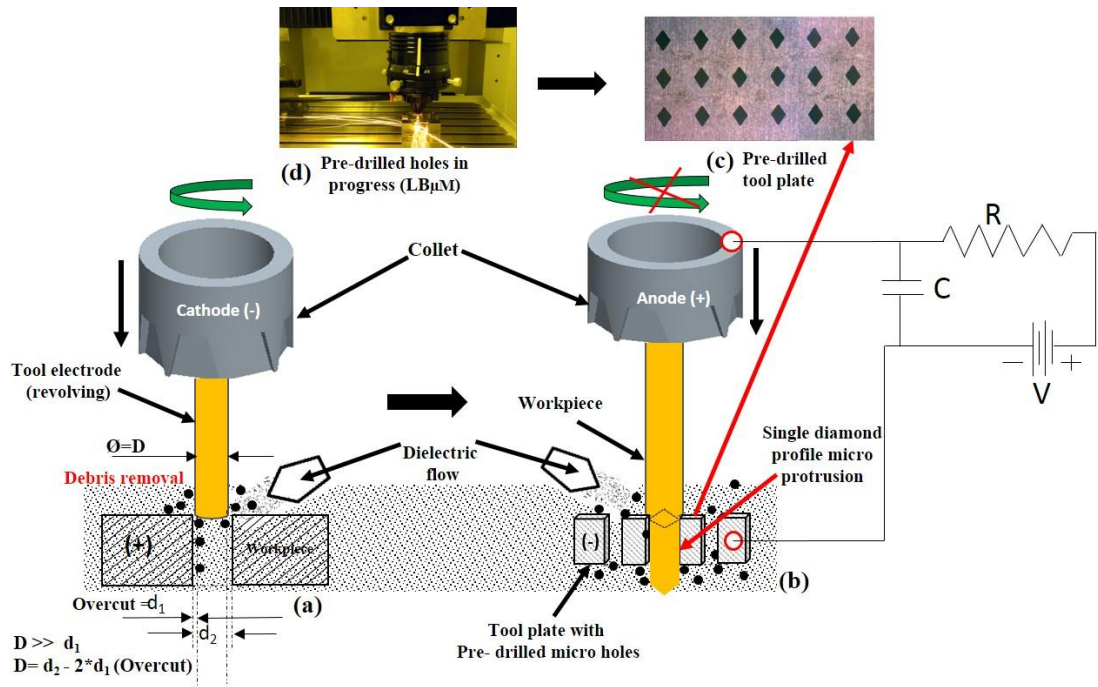 (d) Pre-drilled holes in
progress (LBμM)
(c) Pre-drilled
tool plate
Collet
Cathode (-)
Anode (+)
R
C
V
− +
Tool electrode
(revolving)
Ø=D
Debris removal
Dielectric
flow
Workpiece
Single diamond
profile micro
protrusion
(+)
Workpiece
(-)
(a)
(b)
Overcut =d₁
d₂
D >> d₁
D= d₂ - 2*d₁ (Overcut)
Tool plate with
Pre- drilled micro holes